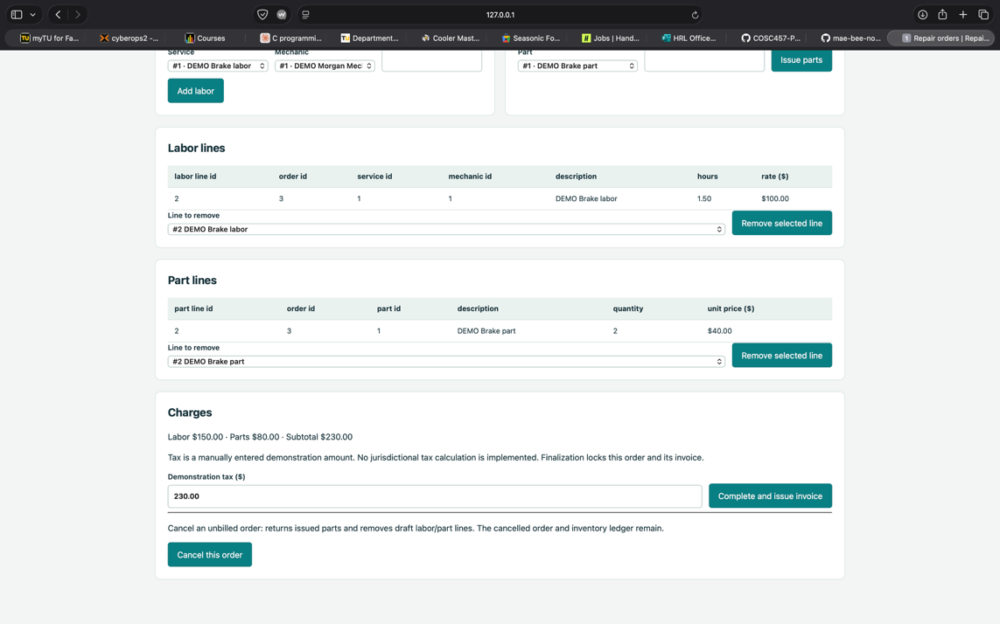 127.0.0.1
myTU for Fa...
cyberops2 -...
Courses
C programmi...
Department...
Cooler Mast...
Seasonic Fo...
Jobs | Hand...
HRL Office...
COSC457-P...
mae-bee-no...
1 Repair orders | Repai...
Service
Mechanic
#1 · DEMO Brake labor
#1 · DEMO Morgan Mec
Add labor
Part
#1 · DEMO Brake part
Issue parts
Labor lines
labor line id order id service id mechanic id description hours rate ($)
2 3 1 1 DEMO Brake labor 1.50 $100.00
Line to remove
#2 DEMO Brake labor
Remove selected line
Part lines
part line id order id part id description quantity unit price ($)
2 3 1 DEMO Brake part 2 $40.00
Line to remove
#2 DEMO Brake part
Remove selected line
Charges
Labor $150.00 · Parts $80.00 · Subtotal $230.00
Tax is a manually entered demonstration amount. No jurisdictional tax calculation is implemented. Finalization locks this order and its invoice.
Demonstration tax ($)
230.00
Complete and issue invoice
Cancel an unbilled order: returns issued parts and removes draft labor/part lines. The cancelled order and inventory ledger remain.
Cancel this order